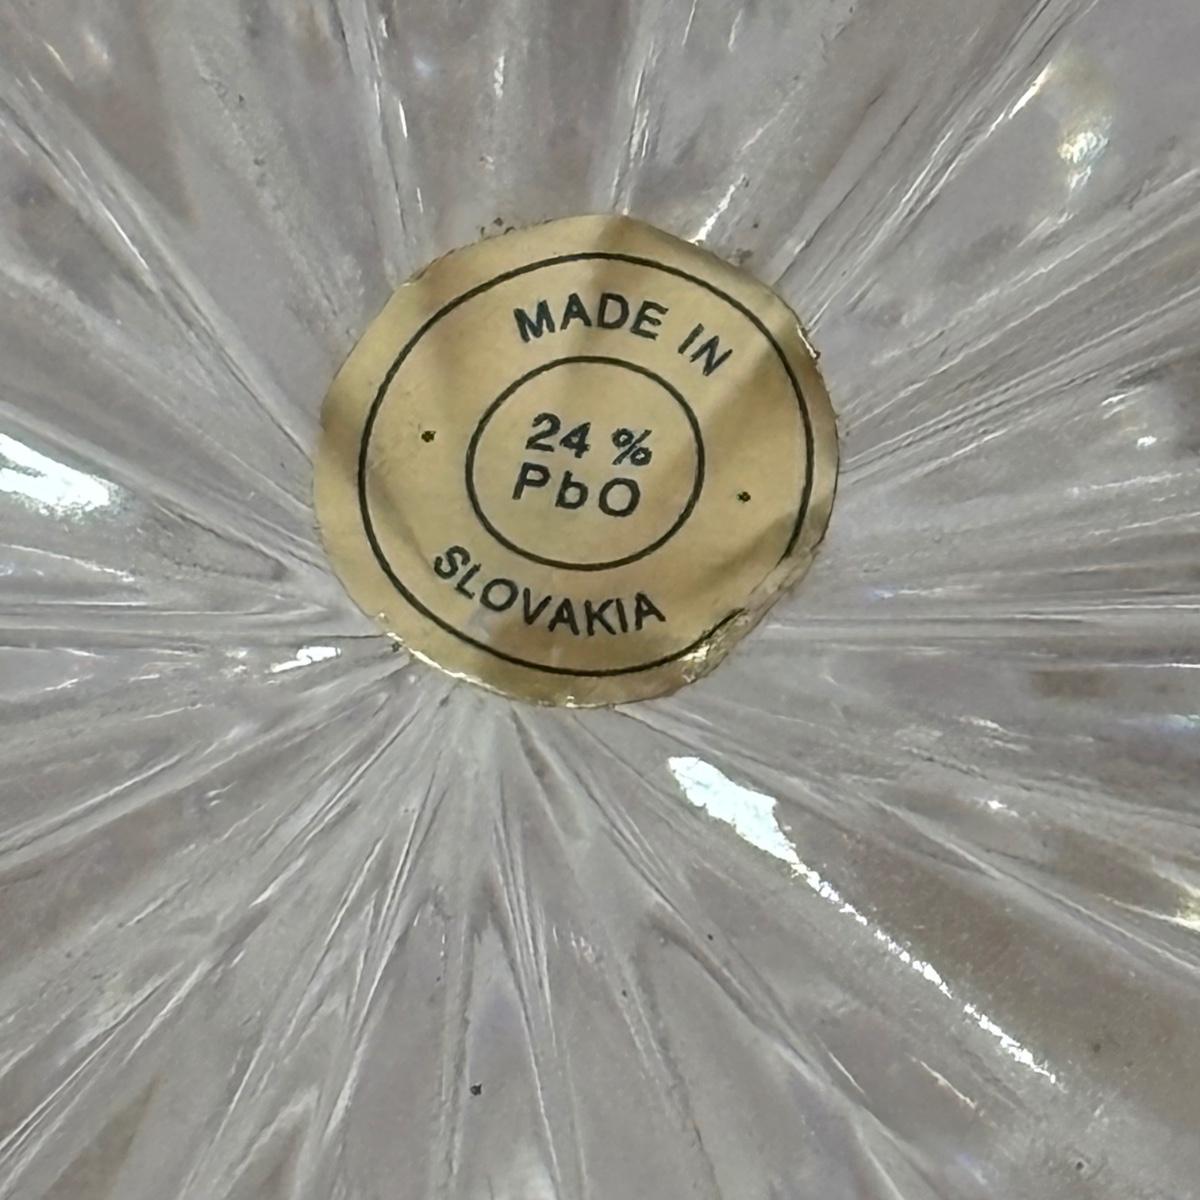 MADE IN
24 %
PbO
SLOVAKIA